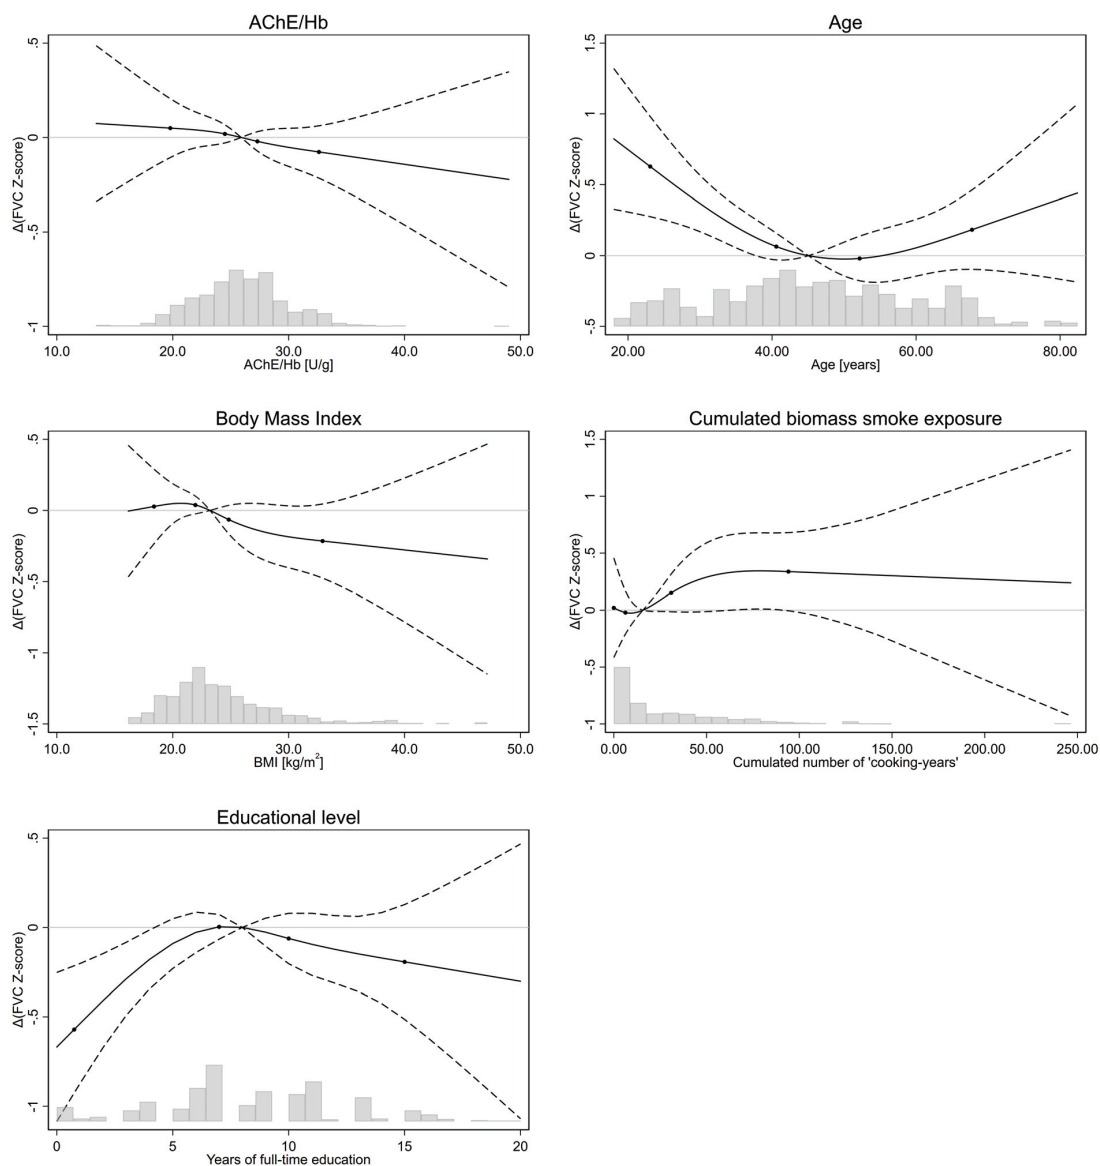 AChE/Hb
.5
0
-.5
-1
Δ(FVC Z-score)
10.0 20.0 30.0 40.0 50.0
AChE/Hb [U/g]
Age
1.5
1
.5
0
-.5
Δ(FVC Z-score)
20.00 40.00 60.00 80.00
Age [years]
Body Mass Index
.5
0
-.5
-1
-1.5
Δ(FVC Z-score)
10.0 20.0 30.0 40.0 50.0
BMI [kg/m²]
Cumulated biomass smoke exposure
1.5
1
.5
0
-.5
-1
Δ(FVC Z-score)
0.00 50.00 100.00 150.00 200.00 250.00
Cumulated number of 'cooking-years'
Educational level
.5
0
-.5
-1
Δ(FVC Z-score)
0 5 10 15 20
Years of full-time education